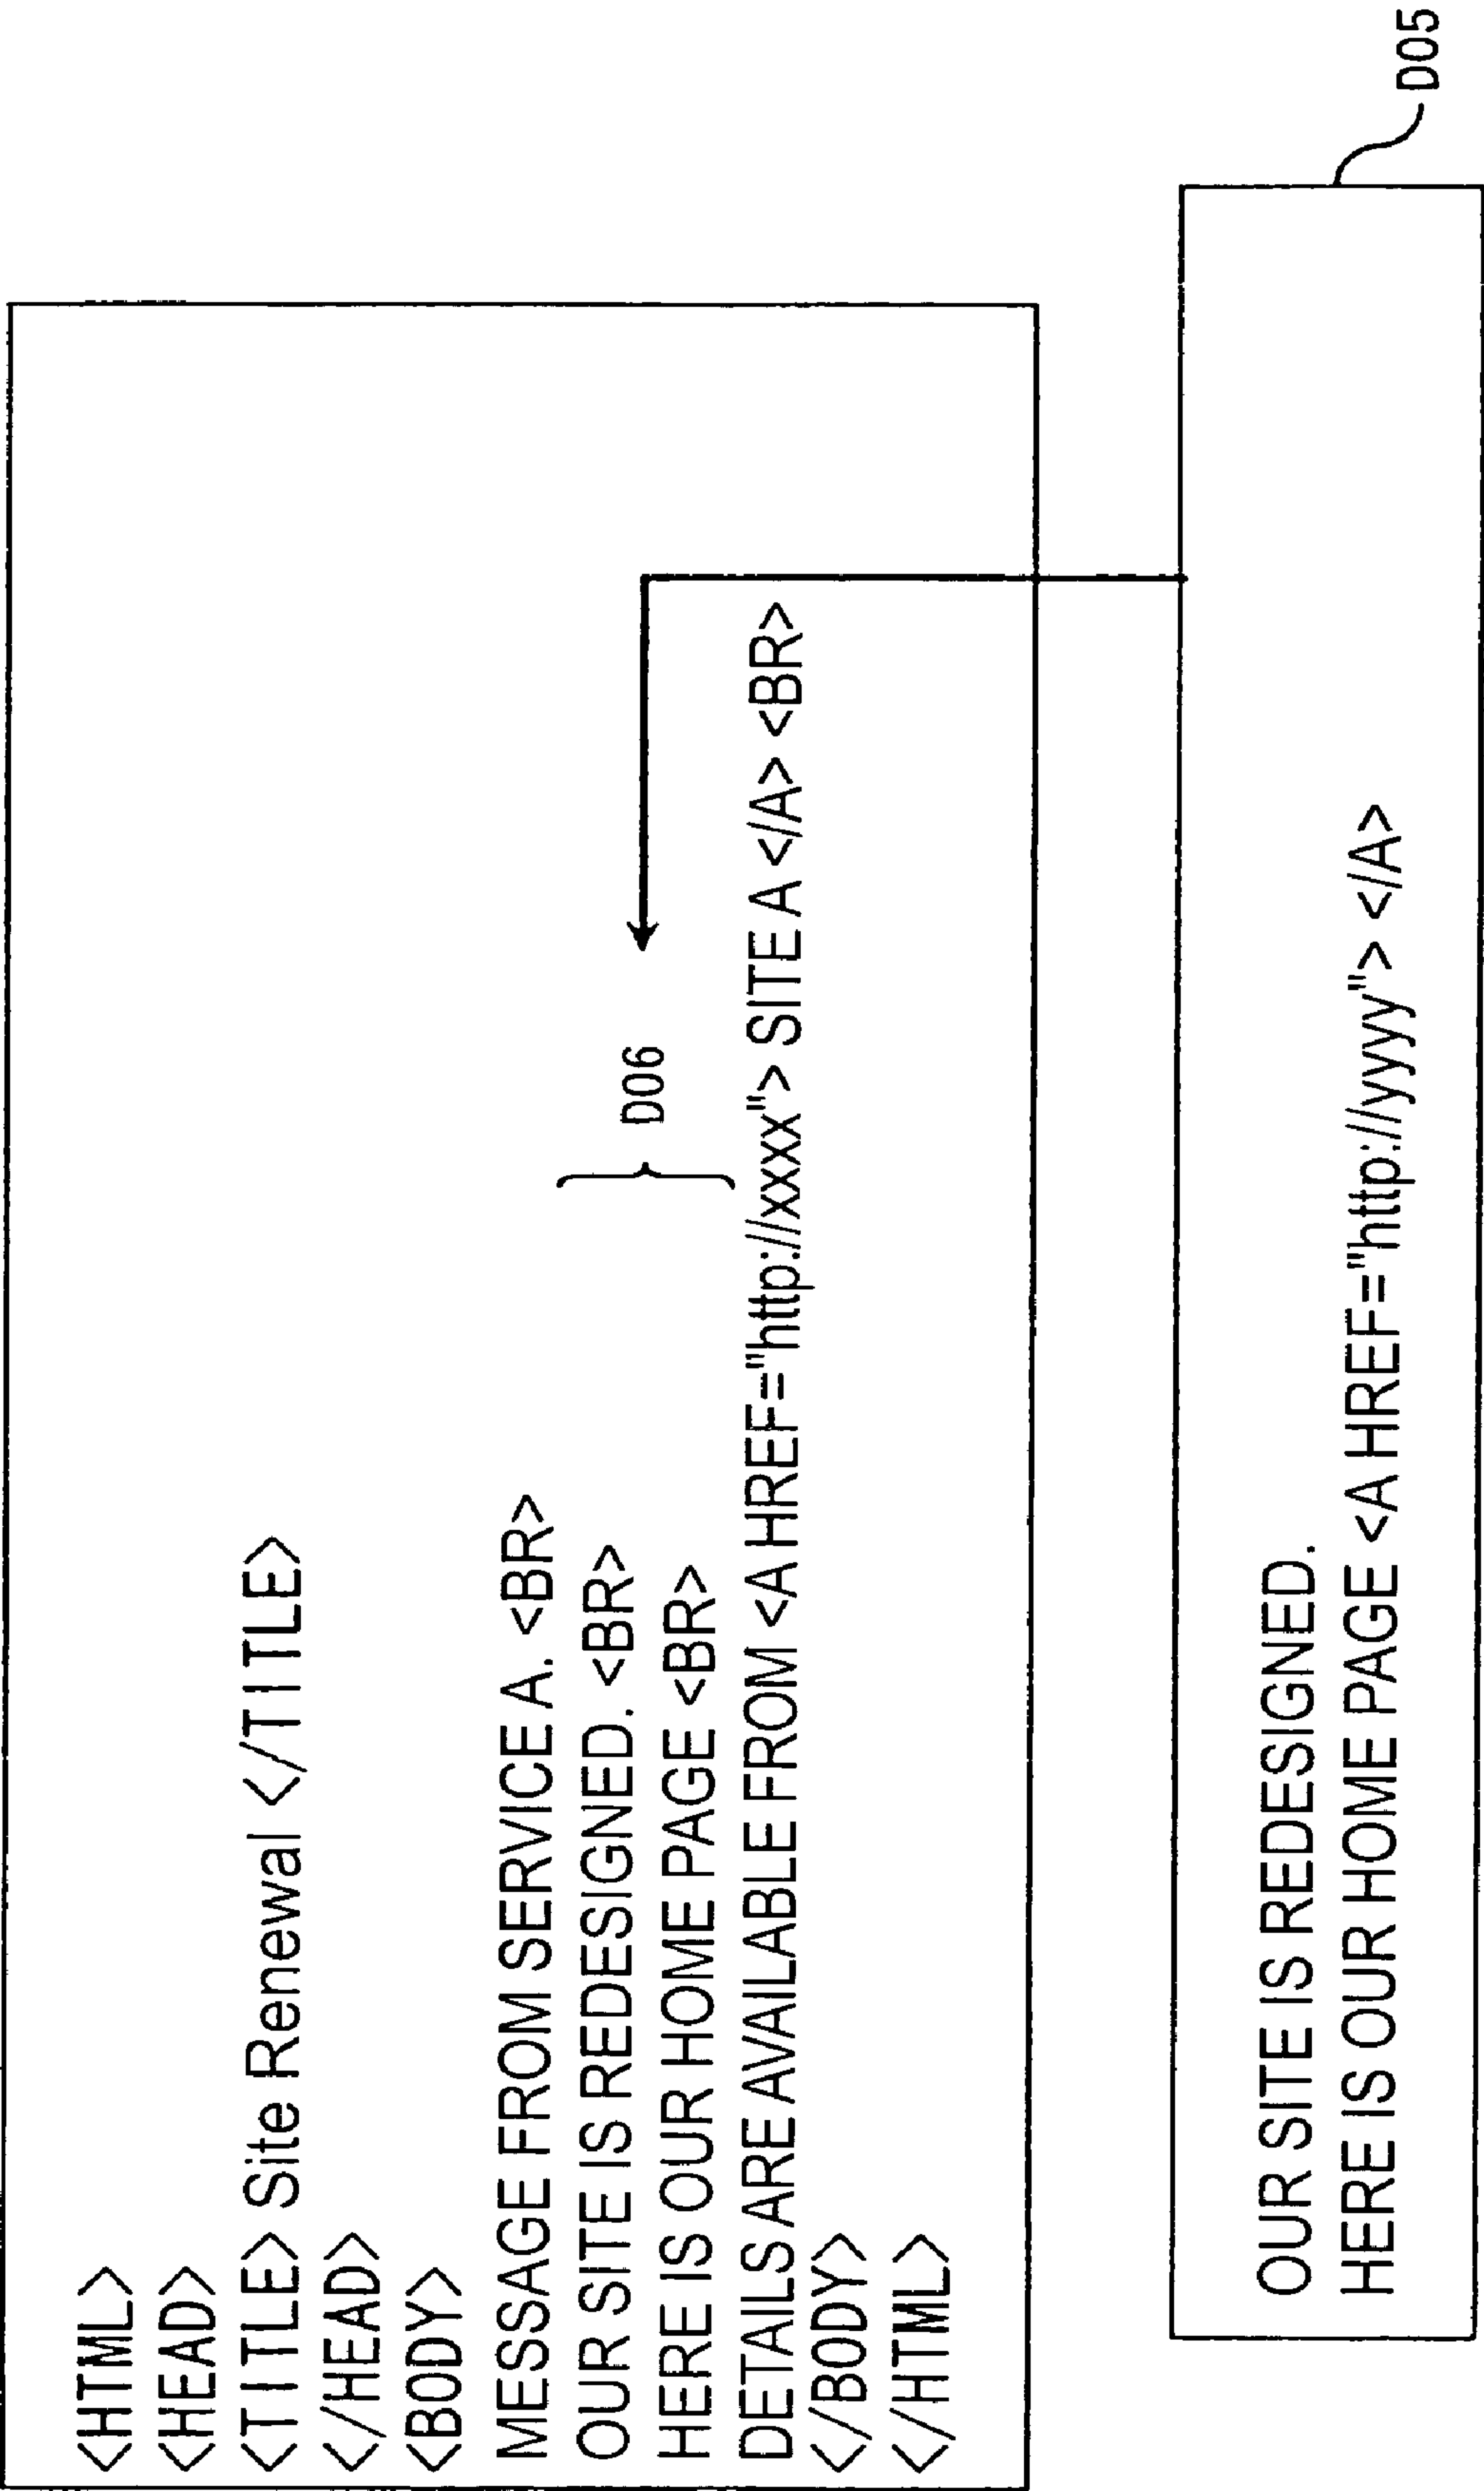 <HTML>
<HEAD>
<TITLE> Site Renewal </TITLE>
</HEAD>
<BODY>
MESSAGE FROM SERVICE A. <BR>
OUR SITE IS REDESIGNED. <BR>
HERE IS OUR HOME PAGE <BR>
D06
DETAILS ARE AVAILABLE FROM <A HREF="http://xxxx"> SITE A </A> <BR>
</BODY>
</HTML>
OUR SITE IS REDESIGNED.
HERE IS OUR HOME PAGE <A HREF="http://yyy"> </A>
D05